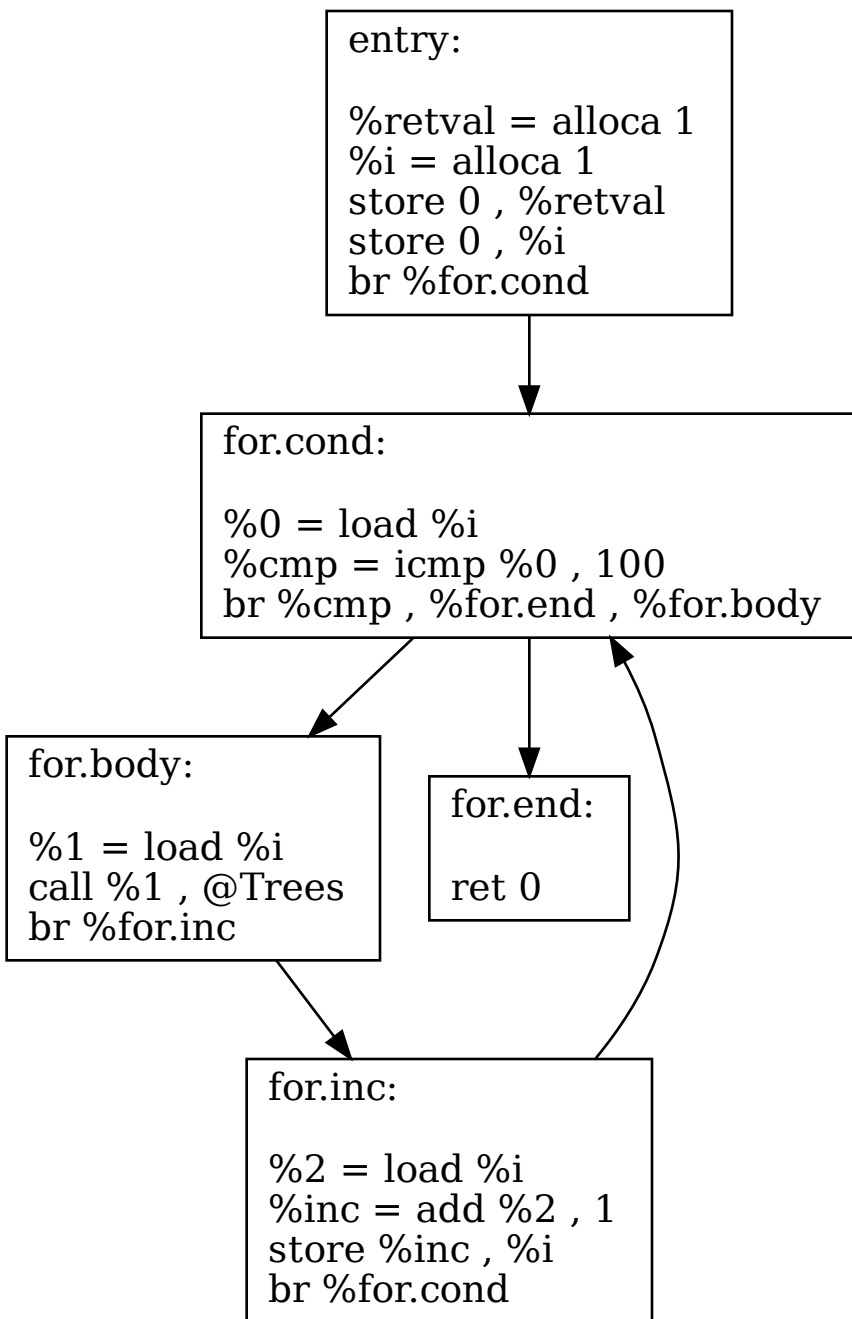 entry:
%retval = alloca 1
%i = alloca 1
store 0 , %retval
store 0 , %i
br %for.cond
for.cond:
%0 = load %i
%cmp = icmp %0 , 100
br %cmp , %for.end , %for.body
for.body:
%1 = load %i
call %1 , @Trees
br %for.inc
for.end:
ret 0
for.inc:
%2 = load %i
%inc = add %2 , 1
store %inc , %i
br %for.cond